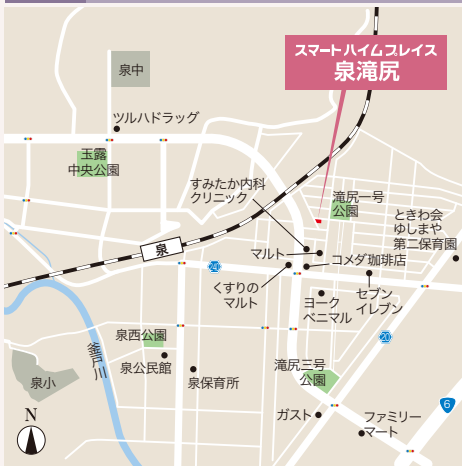 スマートハイムプレイス
泉滝尻
泉中
ツルハドラッグ
玉露
中央公園
すみたか内科
クリニック
滝尻一号
公園
ときわ会
ゆしまや
第二保育園
泉
マルト
コメダ珈琲店
くすりの
マルト
セブン
イレブン
ヨーク
ベニマル
20
泉西公園
釜戸川
泉公民館
泉保育所
滝尻三号
公園
泉小
6
N
ガスト
ファミリー
マート